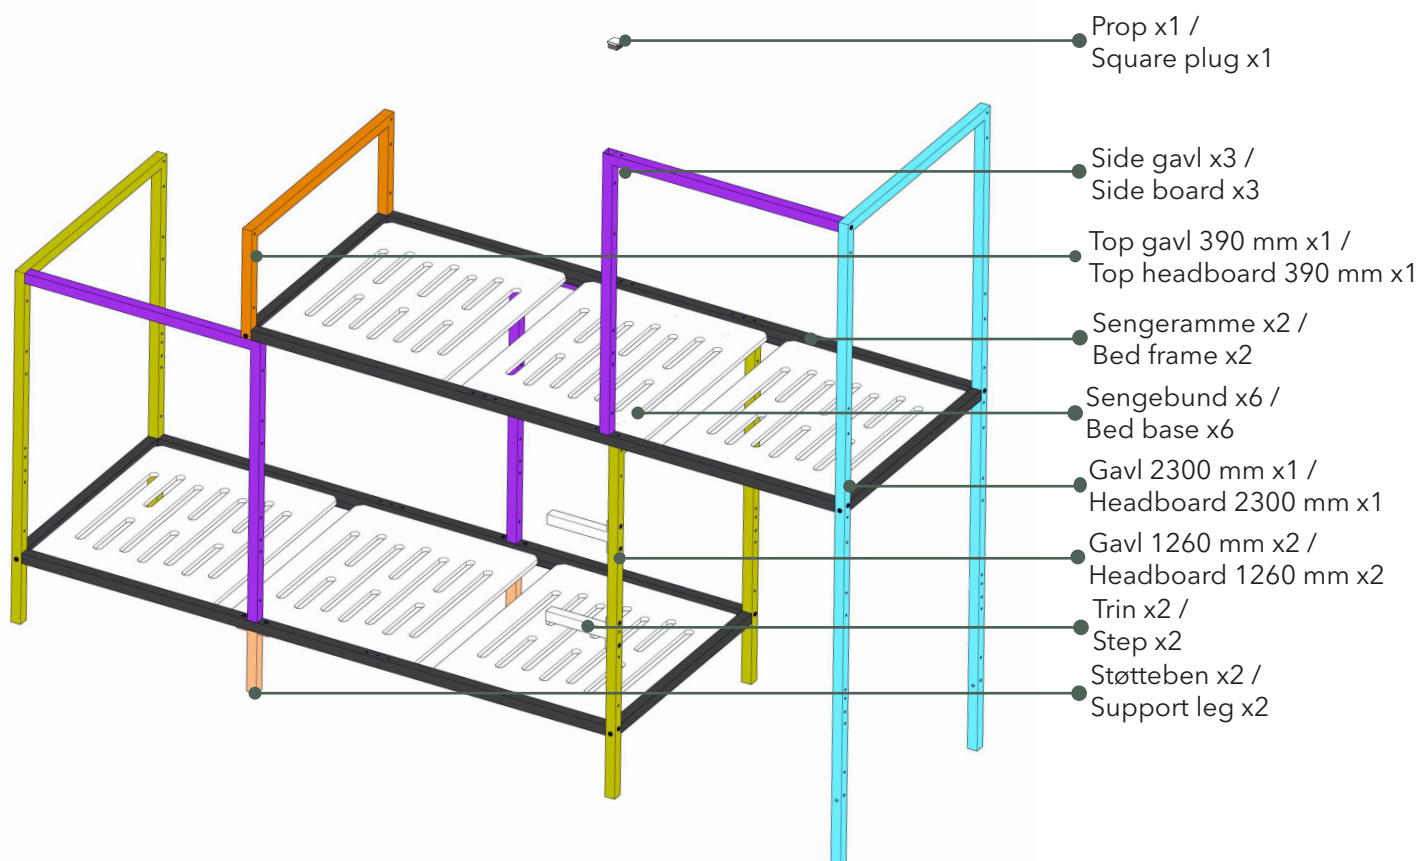 Prop x1 /
Square plug x1
Side gavl x3 /
Side board x3
Top gavl 390 mm x1 /
Top headboard 390 mm x1
Sengeramme x2 /
Bed frame x2
Sengebund x6 /
Bed base x6
Gavl 2300 mm x1 /
Headboard 2300 mm x1
Gavl 1260 mm x2 /
Headboard 1260 mm x2
Trin x2 /
Step x2
Støtteben x2 /
Support leg x2